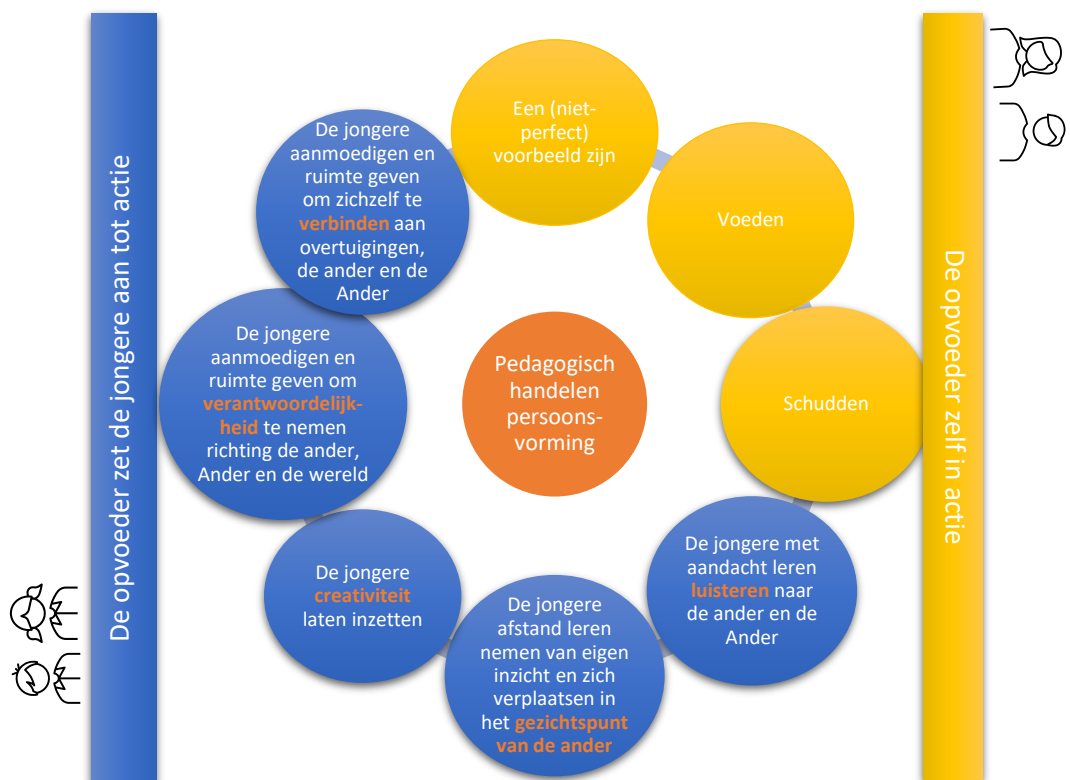 De opvoeder zet de jongere aan tot actie
Een (niet-
perfect)
voorbeeld zijn
Voeden
Schudden
De jongere met
aandacht leren
luisteren naar
de ander en de
Ander
De jongere
afstand leren
nemen van eigen
inzicht en zich
verplaatsen in
het gezichtspunt
van de ander
De jongere
creativiteit
laten inzetten
De jongere
aanmoedigen en
ruimte geven om
verantwoordelijk-
heid te nemen
richting de ander,
Ander en de wereld
De jongere
aanmoedigen en
ruimte geven
om zichzelf te
verbinden aan
overtuigingen,
de ander en de
Ander
Pedagogisch
handelen
persoons-
vorming
De opvoeder zelf in actie